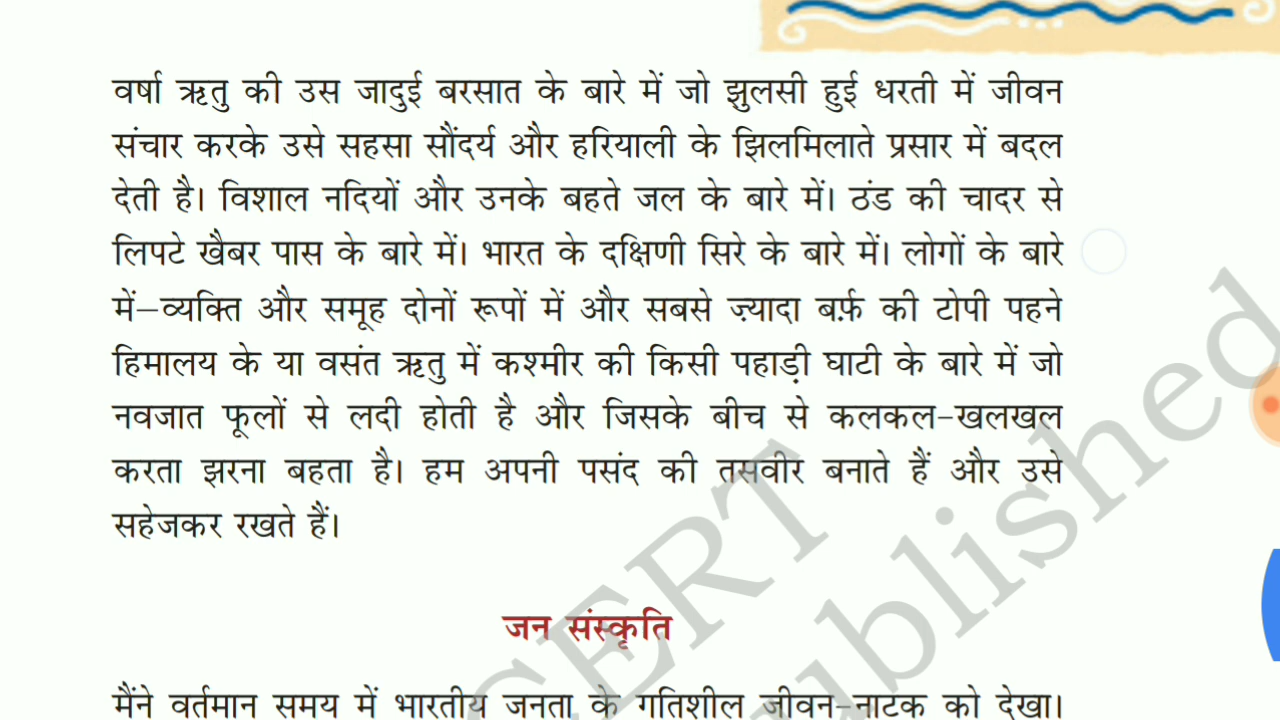 वर्षा ऋतु की उस जादुई बरसात के बारे में जो झुलसी हुई धरती में जीवन
संचार करके उसे सहसा सौंदर्य और हरियाली के झिलमिलाते प्रसार में बदल
देती है। विशाल नदियों और उनके बहते जल के बारे में। ठंड की चादर से
लिपटे खैबर पास के बारे में। भारत के दक्षिणी सिरे के बारे में। लोगों के बारे
में–व्यक्ति और समूह दोनों रूपों में और सबसे ज़्यादा बर्फ़ की टोपी पहने
हिमालय के या वसंत ऋतु में कश्मीर की किसी पहाड़ी घाटी के बारे में जो
नवजात फूलों से लदी होती है और जिसके बीच से कलकल-खलखल
करता झरना बहता है। हम अपनी पसंद की तसवीर बनाते हैं और उसे
सहेजकर रखते हैं।
जन संस्कृति
मैंने वर्तमान समय में भारतीय जनता के गतिशील जीवन-नाटक को देखा।
CERT
ublished